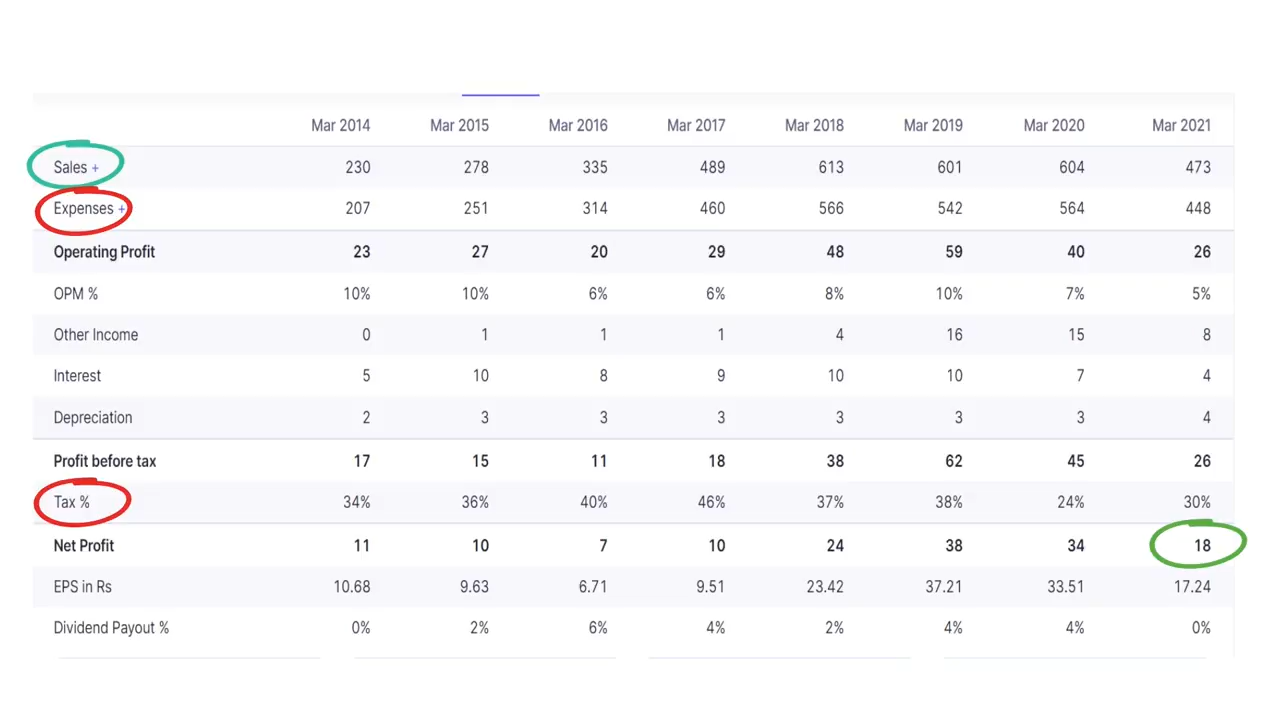 Mar 2014 Mar 2015 Mar 2016 Mar 2017 Mar 2018 Mar 2019 Mar 2020 Mar 2021
Sales + 230 278 335 489 613 601 604 473
Expenses + 207 251 314 460 566 542 564 448
Operating Profit 23 27 20 29 48 59 40 26
OPM % 10% 10% 6% 6% 8% 10% 7% 5%
Other Income 0 1 1 1 4 16 15 8
Interest 5 10 8 9 10 10 7 4
Depreciation 2 3 3 3 3 3 3 4
Profit before tax 17 15 11 18 38 62 45 26
Tax % 34% 36% 40% 46% 37% 38% 24% 30%
Net Profit 11 10 7 10 24 38 34 18
EPS in Rs 10.68 9.63 6.71 9.51 23.42 37.21 33.51 17.24
Dividend Payout % 0% 2% 6% 4% 2% 4% 4% 0%